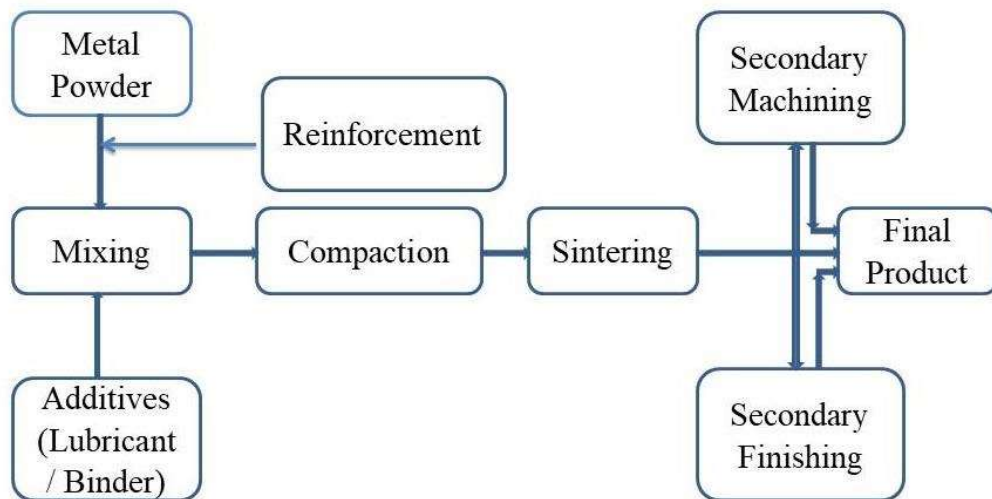 Metal
Powder
Reinforcement
Secondary
Machining
Mixing
Compaction
Sintering
Final
Product
Additives
(Lubricant
/ Binder)
Secondary
Finishing